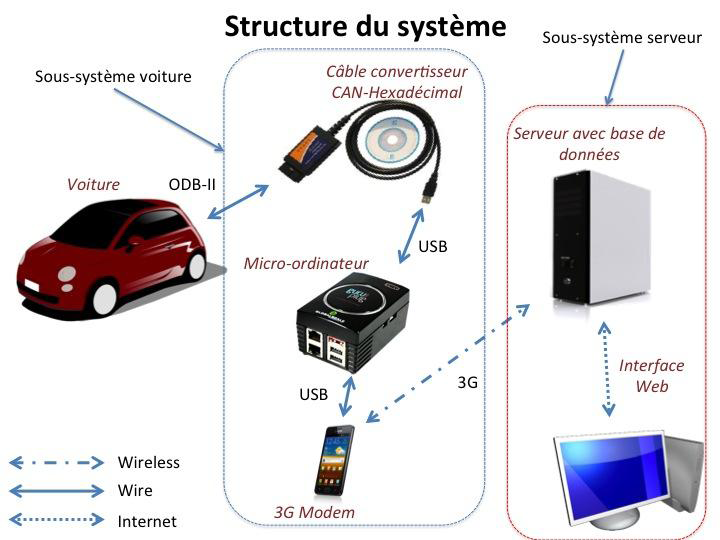 Structure du système
Sous-système serveur
Sous-système voiture
Câble convertisseur
CAN-Hexadécimal
Serveur avec base de
données
Voiture
ODB-II
USB
Micro-ordinateur
Interface
Web
3G
USB
Wireless
Wire
Internet
3G Modem